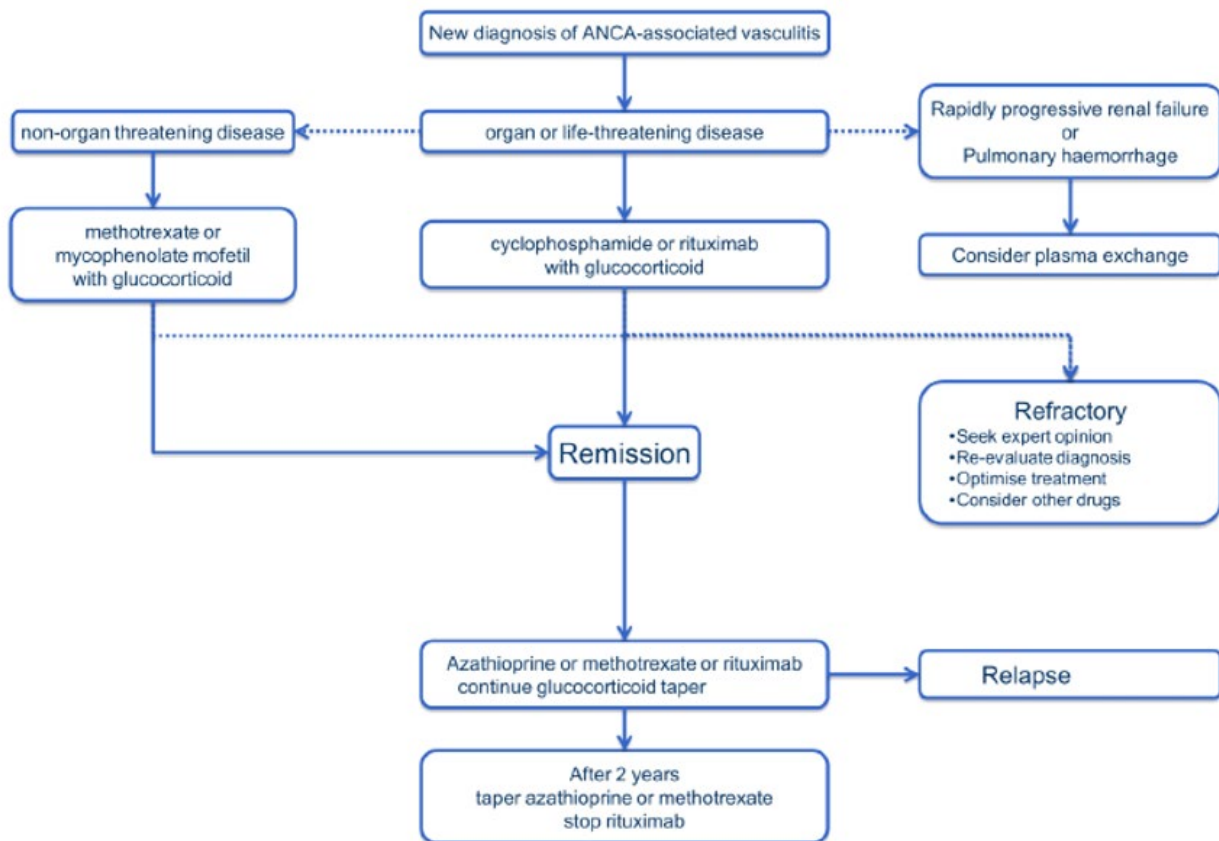 New diagnosis of ANCA-associated vasculitis
non-organ threatening disease
organ or life-threatening disease
Rapidly progressive renal failure
or
Pulmonary haemorrhage
methotrexate or
mycophenolate mofetil
with glucocorticoid
cyclophosphamide or rituximab
with glucocorticoid
Consider plasma exchange
Refractory
•Seek expert opinion
•Re-evaluate diagnosis
•Optimise treatment
•Consider other drugs
Remission
Azathioprine or methotrexate or rituximab
continue glucocorticoid taper
Relapse
After 2 years
taper azathioprine or methotrexate
stop rituximab